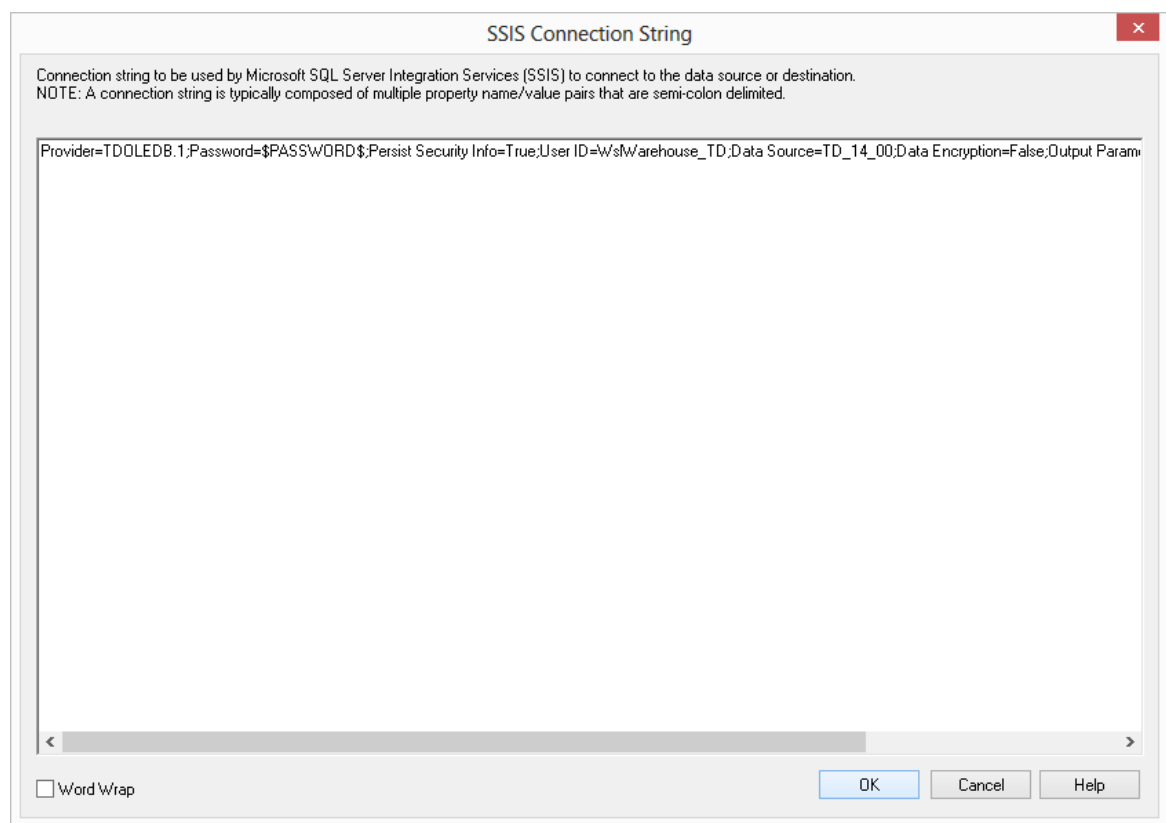 SSIS Connection String
Connection string to be used by Microsoft SQL Server Integration Services (SSIS) to connect to the data source or destination.
NOTE: A connection string is typically composed of multiple property name/value pairs that are semi-colon delimited.
Provider=TDOLEDB.1;Password=$PASSWORD$;Persist Security Info=True;User ID=WslWarehouse_TD;Data Source=TD_14_00;Data Encryption=False;Output
Word Wrap
OK Cancel Help